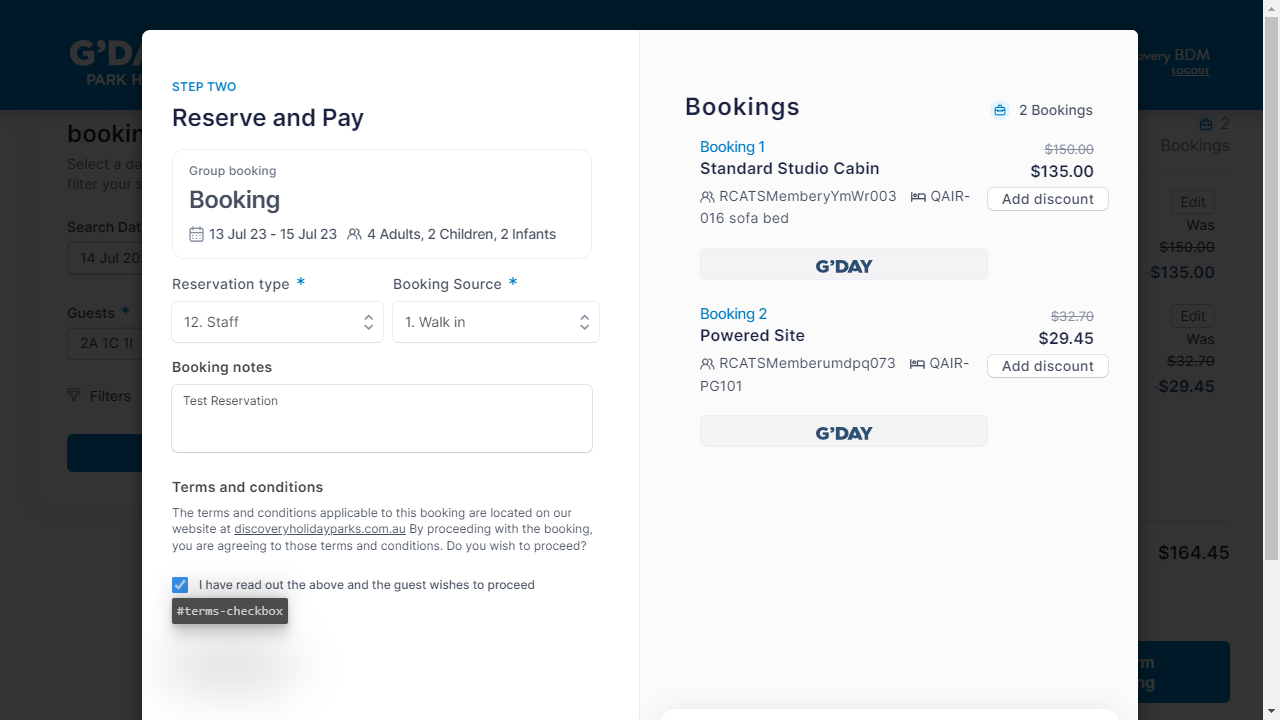 G'DA
PARK H
overy BDM
LOGOUT
STEP TWO
Reserve and Pay
Group booking
Booking
13 Jul 23 - 15 Jul 23 4 Adults, 2 Children, 2 Infants
Reservation type *
Booking Source *
12. Staff
1. Walk in
Booking notes
Test Reservation
Terms and conditions
The terms and conditions applicable to this booking are located on our
website at discoveryholidayparks.com.au By proceeding with the booking,
you are agreeing to those terms and conditions. Do you wish to proceed?
I have read out the above and the guest wishes to proceed
#terms-checkbox
Bookings
2 Bookings
Booking 1
$150.00
Standard Studio Cabin
$135.00
RCATSMemberyYmWr003 QAIR-
016 sofa bed
Add discount
G'DAY
Booking 2
$32.70
Powered Site
$29.45
RCATSMemberumdpq073 QAIR-
PG101
Add discount
G'DAY
bookin
Select a da
filter your s
Search Dat
14 Jul 20
Guests *
2A 1C 1I
Filters
2
Bookings
Edit
Was
$150.00
$135.00
Edit
Was
$32.70
$29.45
$164.45
rm
ng